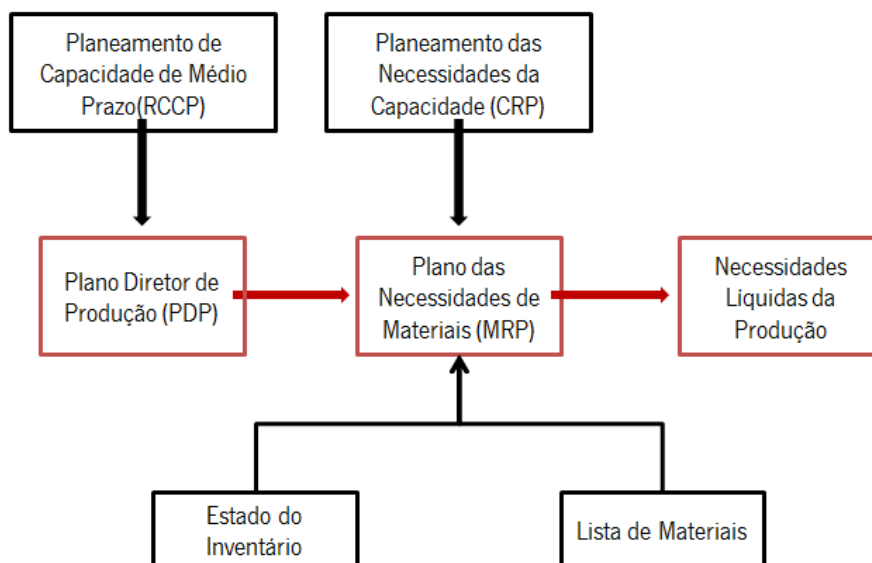 Planeamento de
Capacidade de Médio
Prazo(RCCP)
Planeamento das
Necessidades da
Capacidade (CRP)
Plano Diretor de
Produção (PDP)
Plano das
Necessidades de
Materiais (MRP)
Necessidades
Líquidas da
Produção
Estado do
Inventário
Lista de Materiais